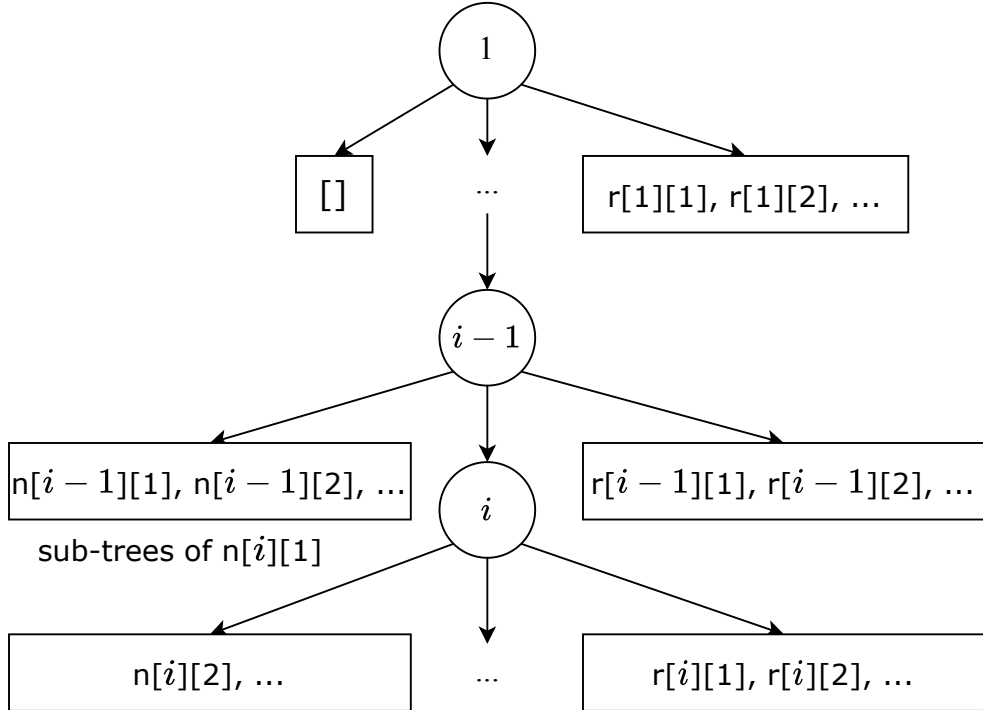 1
[]
...
r[1][1], r[1][2], ...
i − 1
n[i − 1][1], n[i − 1][2], ...
r[i − 1][1], r[i − 1][2], ...
i
sub-trees of n[i][1]
n[i][2], ...
...
r[i][1], r[i][2], ...